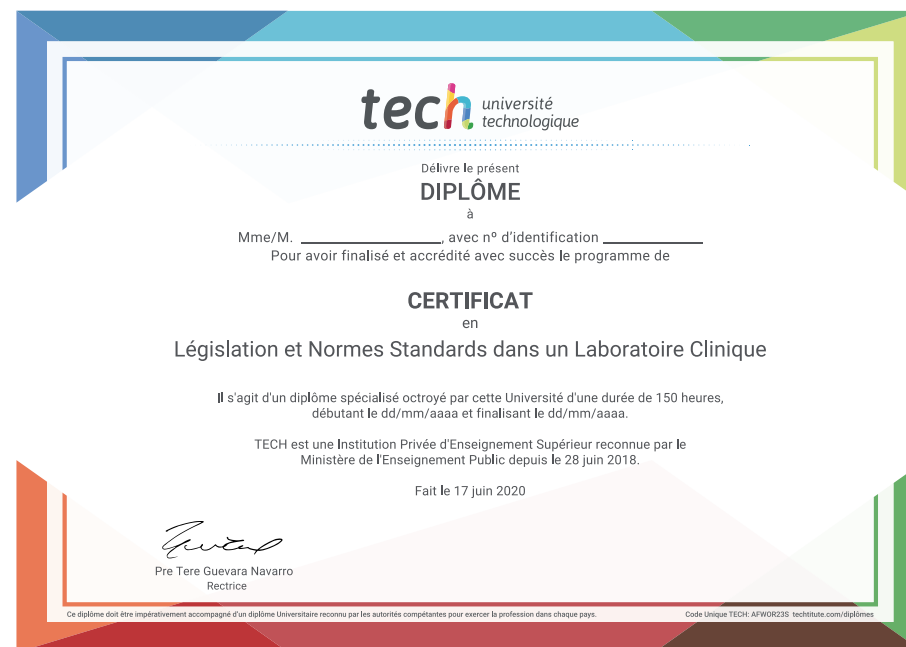 tech université
technologique
Délivre le présent
DIPLÔME
à
Mme/M. ____________________, avec nº d'identification ______________
Pour avoir finalisé et accrédité avec succès le programme de
CERTIFICAT
en
Législation et Normes Standards dans un Laboratoire Clinique
Il s'agit d'un diplôme spécialisé octroyé par cette Université d'une durée de 150 heures,
débutant le dd/mm/aaaa et finalisant le dd/mm/aaaa.
TECH est une Institution Privée d'Enseignement Supérieur reconnue par le
Ministère de l'Enseignement Public depuis le 28 juin 2018.
Fait le 17 juin 2020
Pre Tere Guevara Navarro
Rectrice
Ce diplôme doit être impérativement accompagné d'un diplôme Universitaire reconnu par les autorités compétentes pour exercer la profession dans chaque pays. Code Unique TECH: AFWOR23S techtitute.com/diplômes